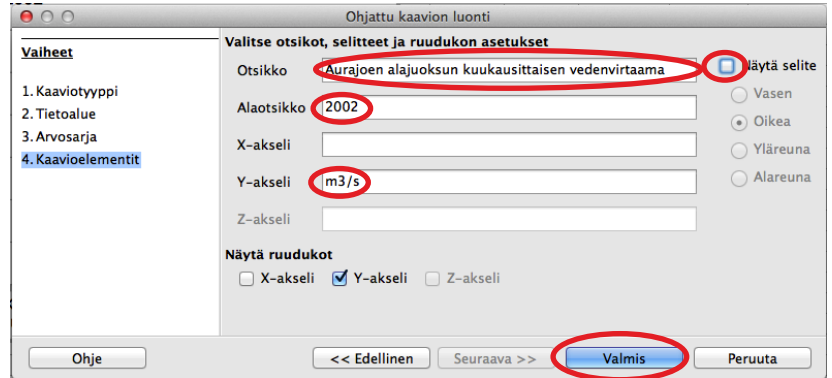 Ohjattu kaavion luonti
Vaiheet
1. Kaaviotyyppi
2. Tietoalue
3. Arvosarja
4. Kaavioelementit
Valitse otsikot, selitteet ja ruudukon asetukset
Otsikko Aurajoen alajuoksun kuukausittaisen vedenvirtaama
Alaotsikko 2002
X-akseli
Y-akseli m3/s
Z-akseli
Näytä selite
Vasen
Oikea
Yläreuna
Alareuna
Näytä ruudukot
X-akseli Y-akseli Z-akseli
Ohje << Edellinen Seuraava >> Valmis Peruuta